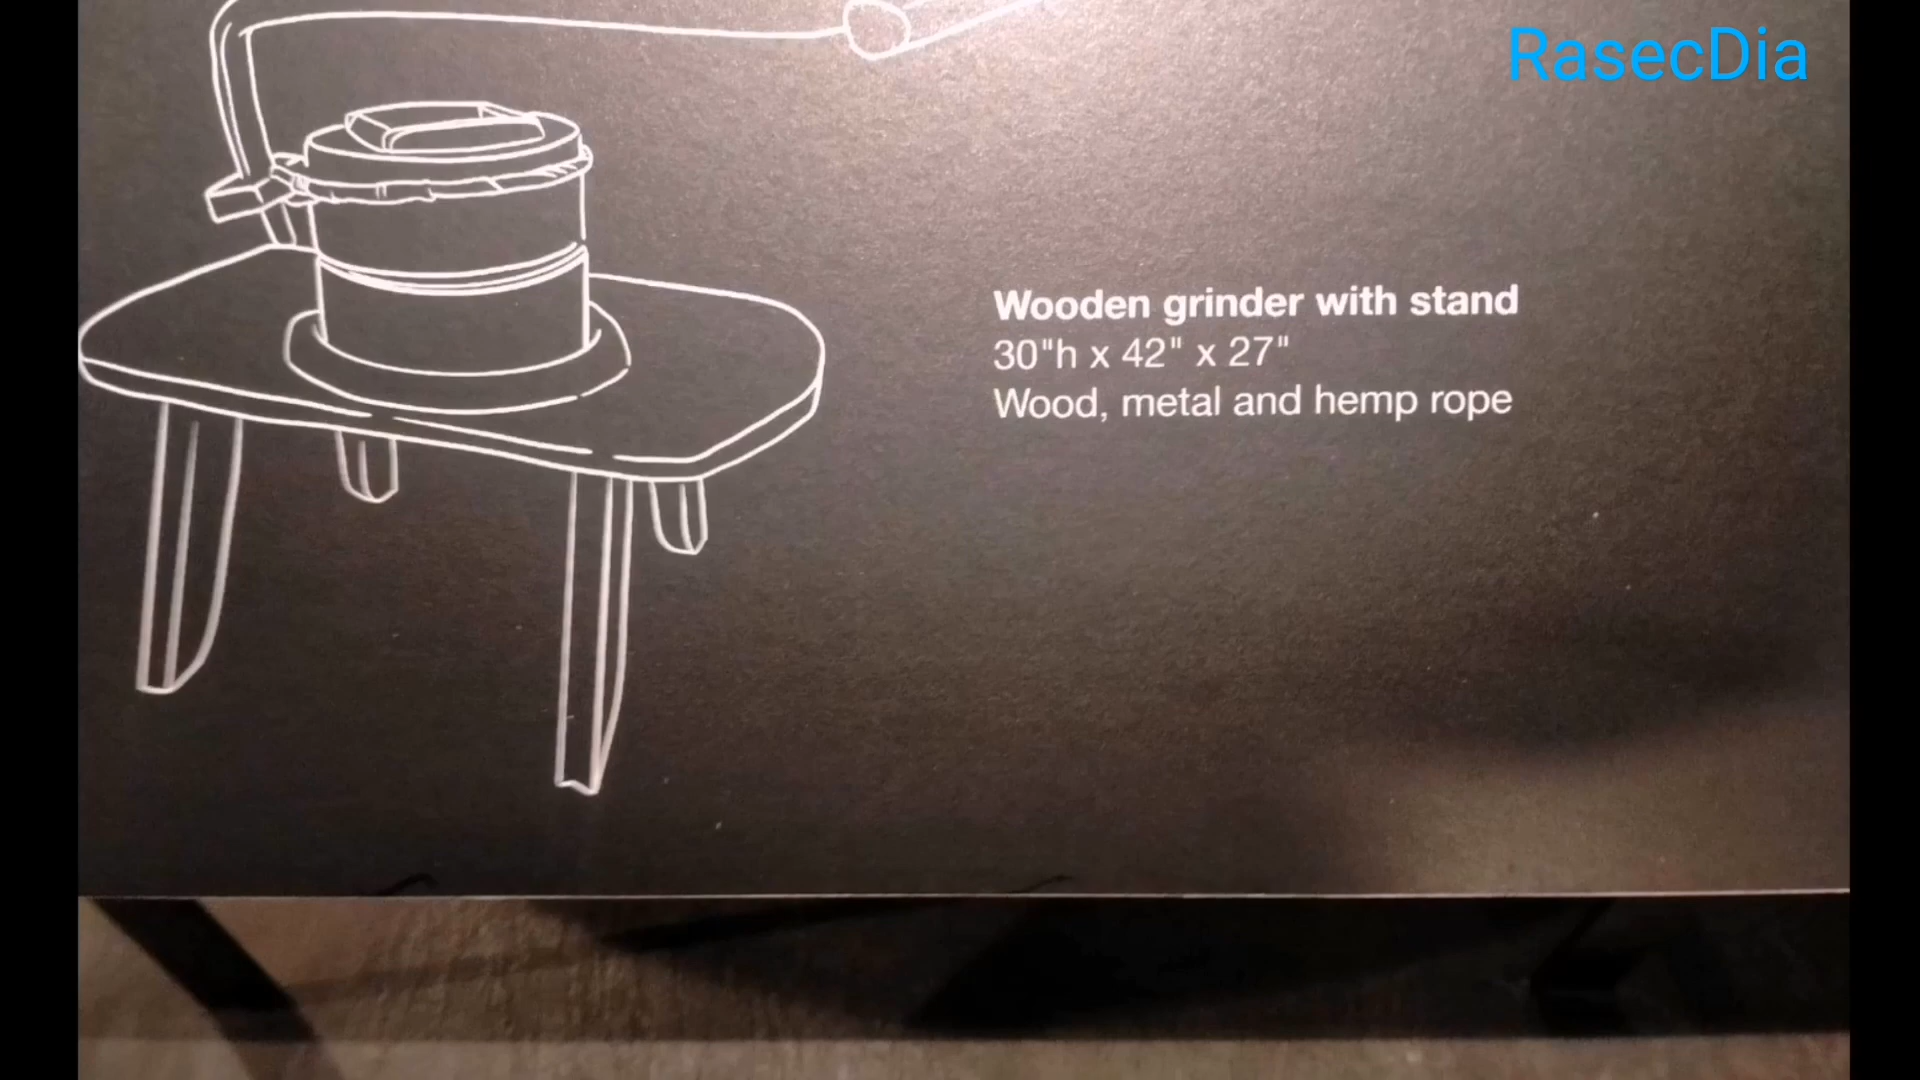 RasecDia
Wooden grinder with stand
30"h x 42" x 27"
Wood, metal and hemp rope